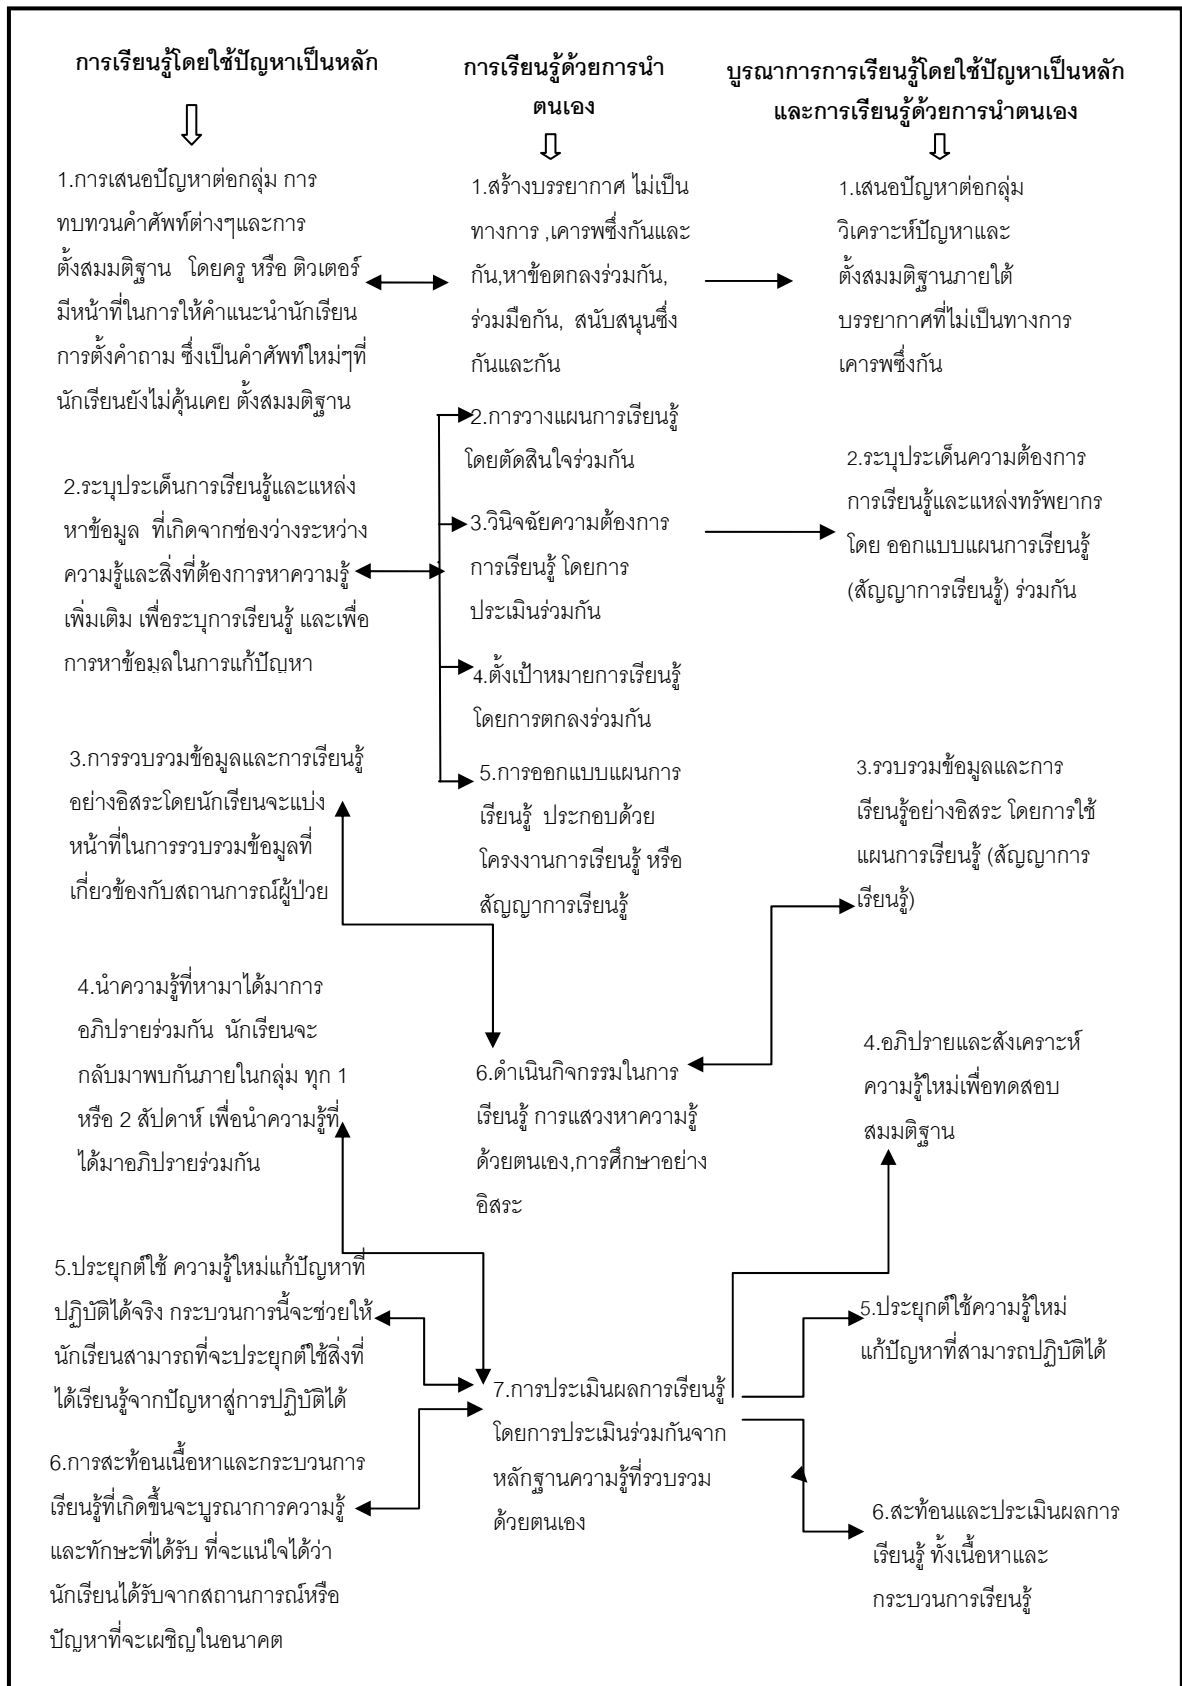 การเรียนรู้โดยใช้ปัญหาเป็นหลัก
1.การเสนอปัญหาต่อกลุ่ม การ
ทบทวนคำศัพท์ต่างๆและการ
ตั้งสมมติฐาน โดยครู หรือ ติวเตอร์
มีหน้าที่ในการให้คำแนะนำนักเรียน
การตั้งคำถาม ซึ่งเป็นคำศัพท์ใหม่ๆที่
นักเรียนยังไม่คุ้นเคย ตั้งสมมติฐาน
2.ระบุประเด็นการเรียนรู้และแหล่ง
หาข้อมูล ที่เกิดจากช่องว่างระหว่าง
ความรู้และสิ่งที่ต้องการหาความรู้
เพิ่มเติม เพื่อระบุการเรียนรู้ และเพื่อ
การหาข้อมูลในการแก้ปัญหา
3.การรวบรวมข้อมูลและการเรียนรู้
อย่างอิสระโดยนักเรียนจะแบ่ง
หน้าที่ในการรวบรวมข้อมูลที่
เกี่ยวข้องกับสถานการณ์ผู้ป่วย
4.นำความรู้ที่หามาได้มาการ
อภิปรายร่วมกัน นักเรียนจะ
กลับมาพบกันภายในกลุ่ม ทุก 1
หรือ 2 สัปดาห์ เพื่อนำความรู้ที่
ได้มาอภิปรายร่วมกัน
5.ประยุกต์ใช้ ความรู้ใหม่แก้ปัญหาที่
ปฏิบัติได้จริง กระบวนการนี้จะช่วยให้
นักเรียนสามารถที่จะประยุกต์ใช้สิ่งที่
ได้เรียนรู้จากปัญหาสู่การปฏิบัติได้
6.การสะท้อนเนื้อหาและกระบวนการ
เรียนรู้ที่เกิดขึ้นจะบูรณาการความรู้
และทักษะที่ได้รับ ที่จะแน่ใจได้ว่า
นักเรียนได้รับจากสถานการณ์หรือ
ปัญหาที่จะเผชิญในอนาคต
การเรียนรู้ด้วยการนำ
ตนเอง
1.สร้างบรรยากาศ ไม่เป็น
ทางการ ,เคารพซึ่งกันและ
กัน,หาข้อตกลงร่วมกัน,
ร่วมมือกัน, สนับสนุนซึ่ง
กันและกัน
2.การวางแผนการเรียนรู้
โดยตัดสินใจร่วมกัน
3.วินิจฉัยความต้องการ
การเรียนรู้ โดยการ
ประเมินร่วมกัน
4.ตั้งเป้าหมายการเรียนรู้
โดยการตกลงร่วมกัน
5.การออกแบบแผนการ
เรียนรู้ ประกอบด้วย
โครงงานการเรียนรู้ หรือ
สัญญาการเรียนรู้
6.ดำเนินกิจกรรมในการ
เรียนรู้ การแสวงหาความรู้
ด้วยตนเอง,การศึกษาอย่าง
อิสระ
7.การประเมินผลการเรียนรู้
โดยการประเมินร่วมกันจาก
หลักฐานความรู้ที่รวบรวม
ด้วยตนเอง
บูรณาการการเรียนรู้โดยใช้ปัญหาเป็นหลัก
และการเรียนรู้ด้วยการนำตนเอง
1.เสนอปัญหาต่อกลุ่ม
วิเคราะห์ปัญหาและ
ตั้งสมมติฐานภายใต้
บรรยากาศที่ไม่เป็นทางการ
เคารพซึ่งกัน
2.ระบุประเด็นความต้องการ
การเรียนรู้และแหล่งทรัพยากร
โดย ออกแบบแผนการเรียนรู้
(สัญญาการเรียนรู้) ร่วมกัน
3.รวบรวมข้อมูลและการ
เรียนรู้อย่างอิสระ โดยการใช้
แผนการเรียนรู้ (สัญญาการ
เรียนรู้)
4.อภิปรายและสังเคราะห์
ความรู้ใหม่เพื่อทดสอบ
สมมติฐาน
5.ประยุกต์ใช้ความรู้ใหม่
แก้ปัญหาที่สามารถปฏิบัติได้
6.สะท้อนและประเมินผลการ
เรียนรู้ ทั้งเนื้อหาและ
กระบวนการเรียนรู้